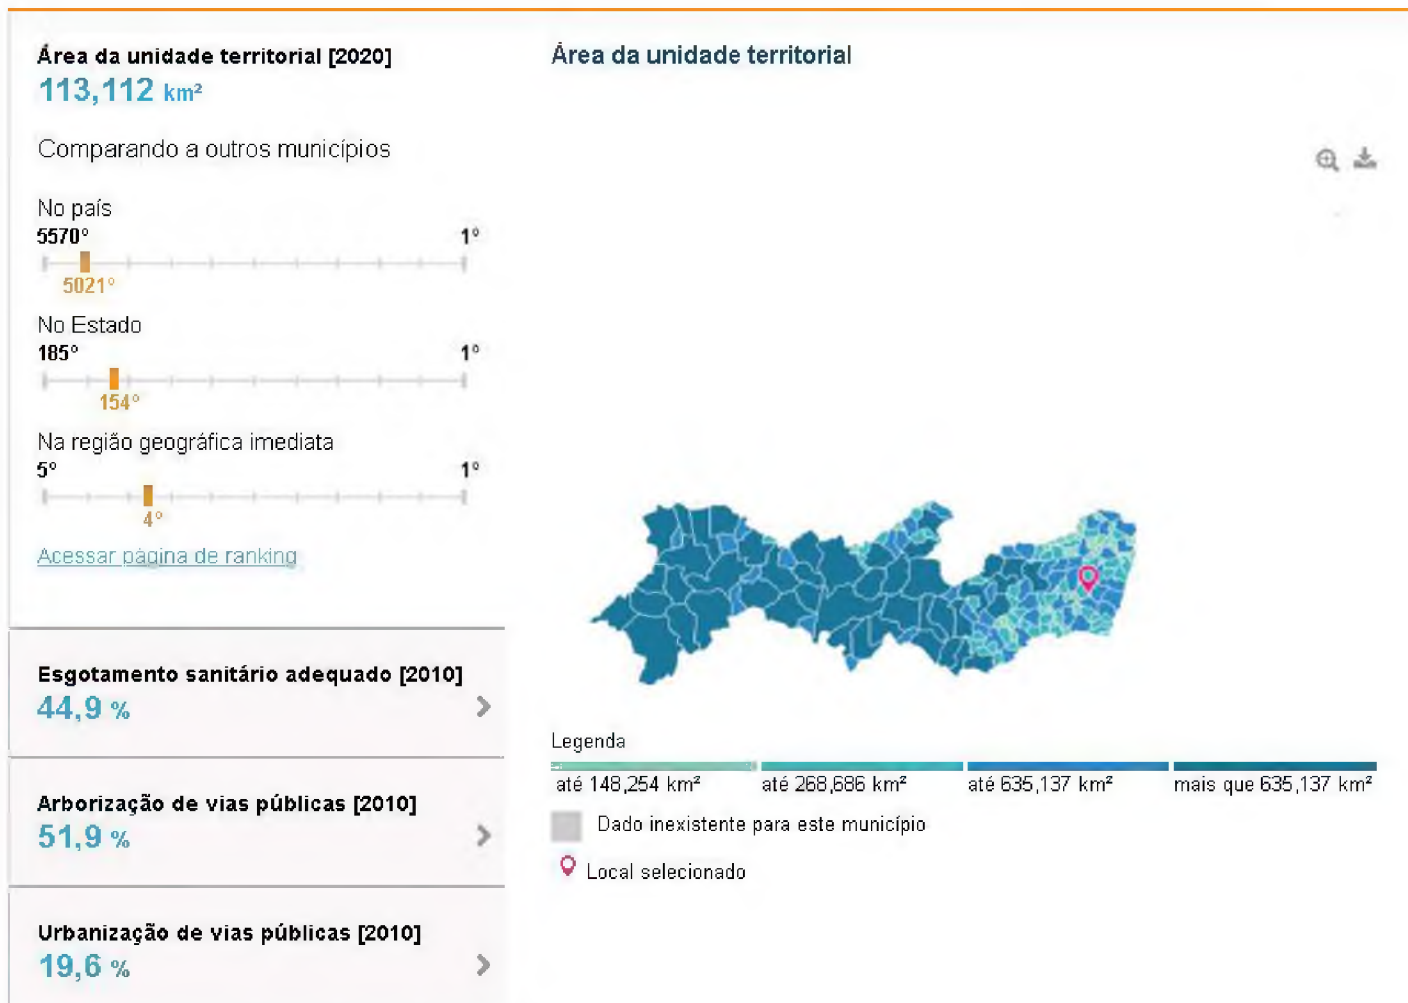 Área da unidade territorial [2020]
113,112 km²
Comparando a outros municípios
No país
5570° 1°
5021°
No Estado
185° 1°
154°
Na região geográfica imediata
5° 1°
4°
Acessar página de ranking
Esgotamento sanitário adequado [2010]
44,9 %
Arborização de vias públicas [2010]
51,9 %
Urbanização de vias públicas [2010]
19,6 %
Área da unidade territorial
Legenda
até 148,254 km² até 268,686 km² até 635,137 km² mais que 635,137 km²
Dado inexistente para este município
Local selecionado